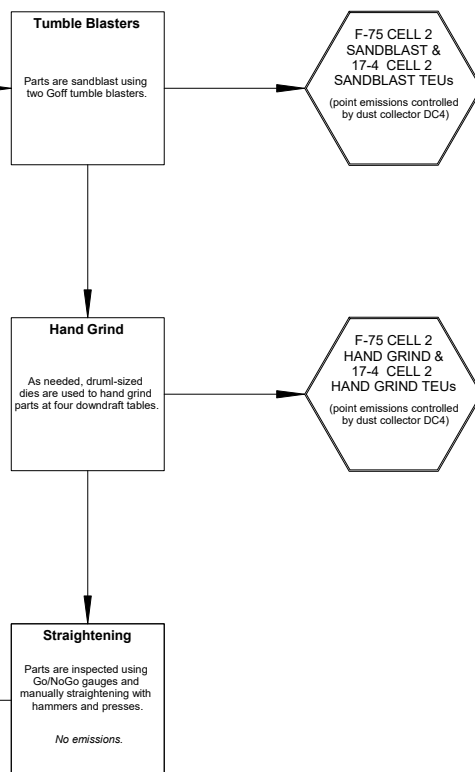 Tumble Blasters
Parts are sandblast using
two Goff tumble blasters.
F-75 CELL 2
SANDBLAST &
17-4 CELL 2
SANDBLAST TEUs
(point emissions controlled
by dust collector DC4)
Hand Grind
As needed, druml-sized
dies are used to hand grind
parts at four downdraft tables.
F-75 CELL 2
HAND GRIND &
17-4 CELL 2
HAND GRIND TEUs
(point emissions controlled
by dust collector DC4)
Straightening
Parts are inspected using
Go/NoGo gauges and
manually straightening with
hammers and presses.
No emissions.